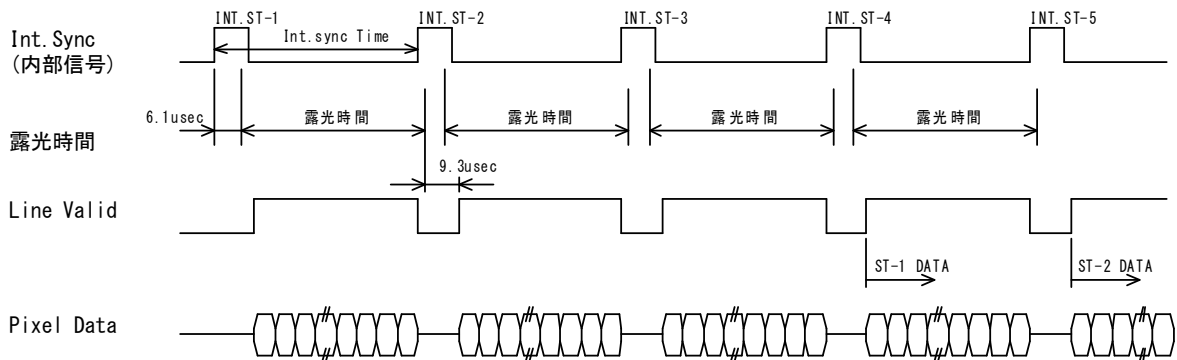 INT.ST-1 INT.ST-2 INT.ST-3 INT.ST-4 INT.ST-5
Int.Sync
(内部信号)
Int.sync Time
6.1usec 露光時間 露光時間 露光時間 露光時間
露光時間
9.3usec
Line Valid
ST-1 DATA ST-2 DATA
Pixel Data